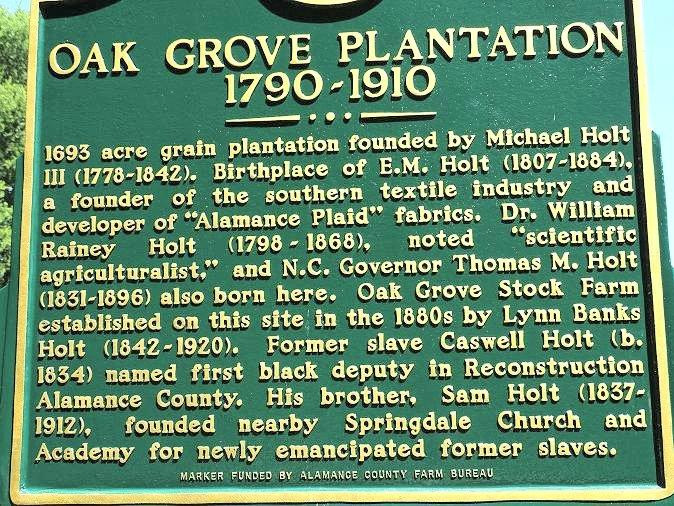 OAK GROVE PLANTATION
1790-1910
1693 acre grain plantation founded by Michael Holt
III (1778-1842). Birthplace of E.M. Holt (1807-1884),
a founder of the southern textile industry and
developer of "Alamance Plaid" fabrics. Dr. William
Rainey Holt (1798-1868), noted "scientific
agriculturalist," and N.C. Governor Thomas M. Holt
(1831-1896) also born here. Oak Grove Stock Farm
established on this site in the 1880s by Lynn Banks
Holt (1842-1920). Former slave Caswell Holt (b.
1834) named first black deputy in Reconstruction
Alamance County. His brother, Sam Holt (1837-
1912), founded nearby Springdale Church and
Academy for newly emancipated former slaves.
MARKER FUNDED BY ALAMANCE COUNTY FARM BUREAU